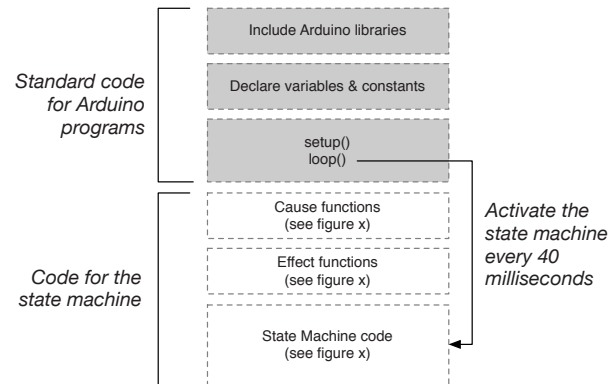 Include Arduino libraries
Standard code
for Arduino
programs
Declare variables & constants
setup()
loop()
Cause functions
(see figure x)
Activate the
state machine
every 40
milliseconds
Code for the
state machine
Effect functions
(see figure x)
State Machine code
(see figure x)